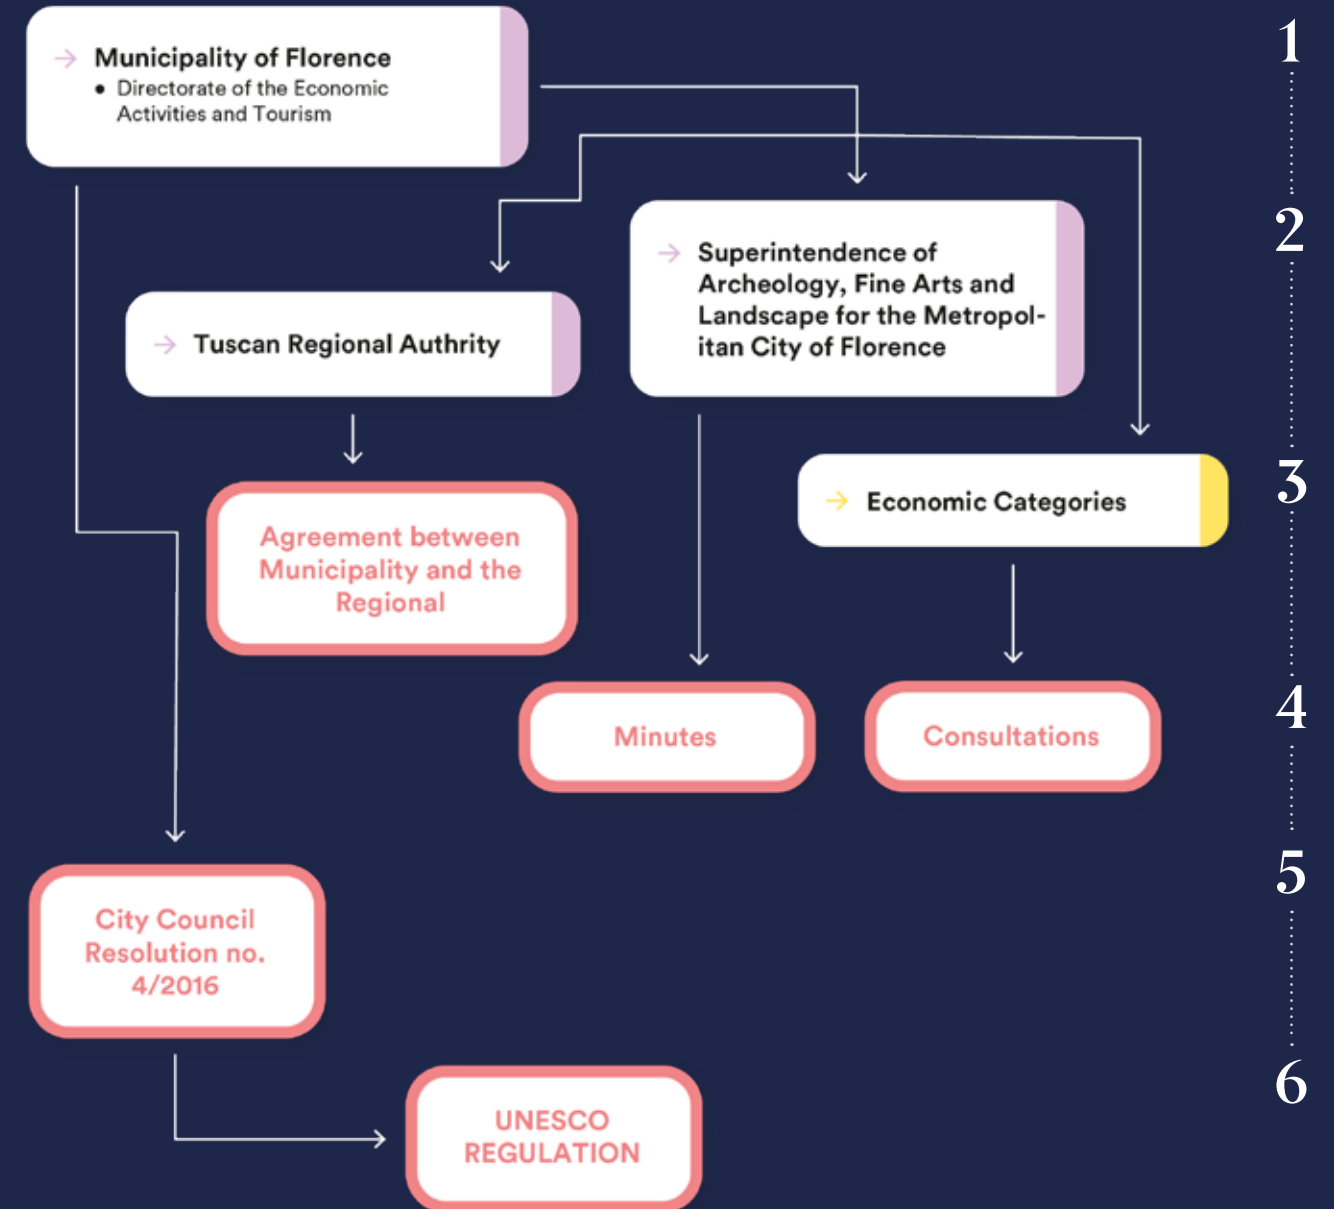 Municipality of Florence
• Directorate of the Economic
Activities and Tourism
1
2
Superintendence of
Archeology, Fine Arts and
Landscape for the Metropol-
itan City of Florence
Tuscan Regional Authrity
3
Economic Categories
Agreement between
Municipality and the
Regional
4
Minutes
Consultations
5
City Council
Resolution no.
4/2016
6
UNESCO
REGULATION